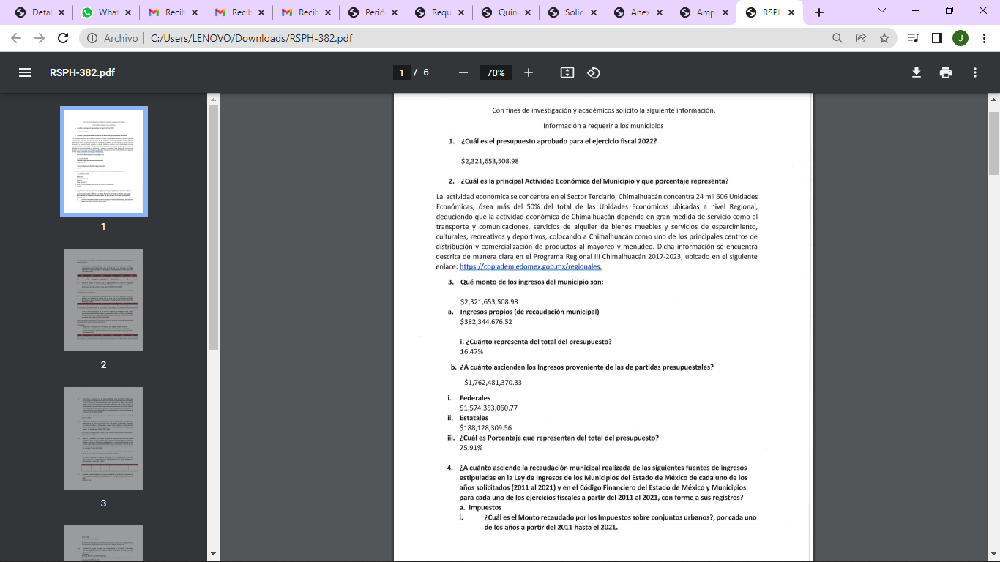 Detal
What
Recib
Recib
Recib
Perió
Requ
Quin
Solic
Anex
Amp
RSPH
Archivo
C:/Users/LENOVO/Downloads/RSPH-382.pdf
J
RSPH-382.pdf
1 / 6
70%
1
2
3
Con fines de investigación y académicos solicito la siguiente información.
Información a requerir a los municipios
1. ¿Cuál es el presupuesto aprobado para el ejercicio fiscal 2022?
$2,321,653,508.98
2. ¿Cuál es la principal Actividad Económica del Municipio y que porcentaje representa?
La actividad económica se concentra en el Sector Terciario, Chimalhuacán concentra 24 mil 606 Unidades
Económicas, ósea más del 50% del total de las Unidades Económicas ubicadas a nivel Regional,
deduciendo que la actividad económica de Chimalhuacán depende en gran medida de servicio como el
transporte y comunicaciones, servicios de alquiler de bienes muebles y servicios de esparcimiento,
culturales, recreativos y deportivos, colocando a Chimalhuacán como uno de los principales centros de
distribución y comercialización de productos al mayoreo y menudeo. Dicha información se encuentra
descrita de manera clara en el Programa Regional III Chimalhuacán 2017-2023, ubicado en el siguiente
enlace: https://copladem.edomex.gob.mx/regionales.
3. Qué monto de los ingresos del municipio son:
$2,321,653,508.98
a. Ingresos propios (de recaudación municipal)
$382,344,676.52
i. ¿Cuánto representa del total del presupuesto?
16.47%
b. ¿A cuánto ascienden los Ingresos proveniente de las de partidas presupuestales?
$1,762,481,370.33
i. Federales
$1,574,353,060.77
ii. Estatales
$188,128,309.56
iii. ¿Cuál es Porcentaje que representan del total del presupuesto?
75.91%
4. ¿A cuánto asciende la recaudación municipal realizada de las siguientes fuentes de ingresos
estipuladas en la Ley de Ingresos de los Municipios del Estado de México de cada uno de los
años solicitados (2011 al 2021) y en el Código Financiero del Estado de México y Municipios
para cada uno de los ejercicios fiscales a partir del 2011 al 2021, con forme a sus registros?
a. Impuestos
i. ¿Cuál es el Monto recaudado por los Impuestos sobre conjuntos urbanos?, por cada uno
de los años a partir del 2011 hasta el 2021.